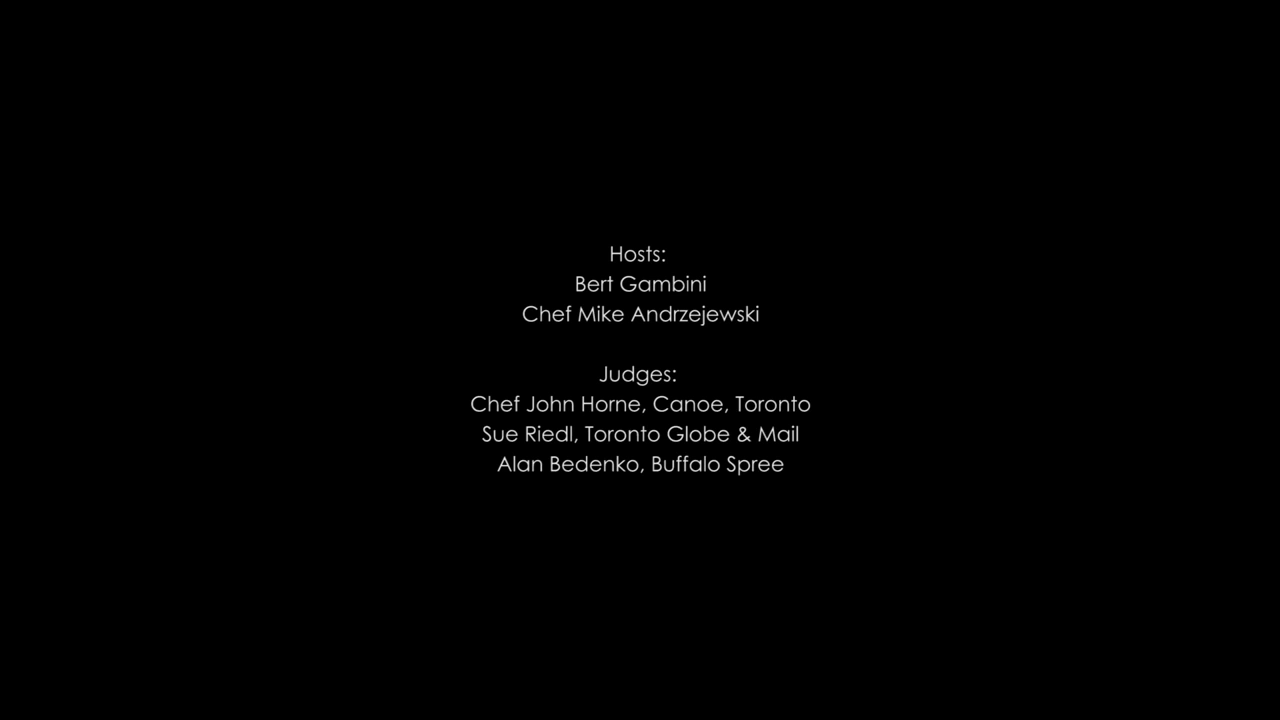 Hosts:
Bert Gambini
Chef Mike Andrzejewski
Judges:
Chef John Horne, Canoe, Toronto
Sue Riedl, Toronto Globe & Mail
Alan Bedenko, Buffalo Spree